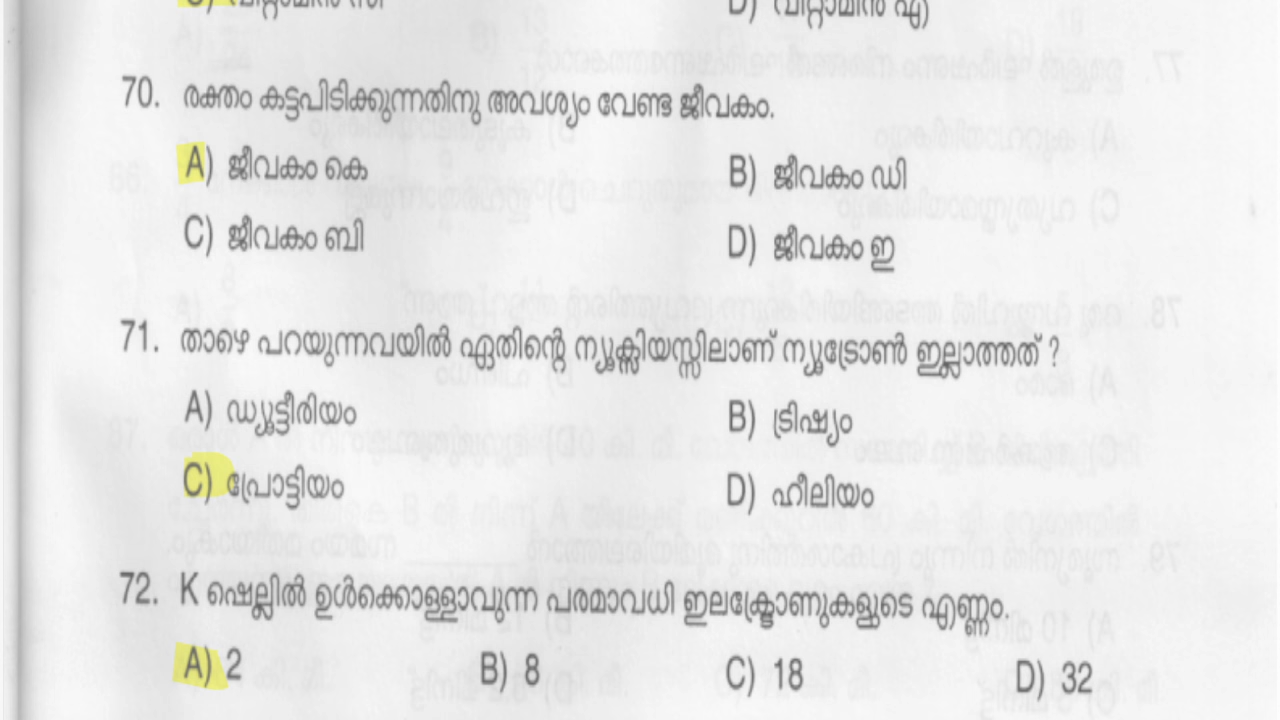 C) വിറ്റാമിൻ സി D) വിറ്റാമിൻ എ)
70. രക്തം കട്ടപിടിക്കുന്നതിനു അവശ്യം വേണ്ട ജീവകം.
A) ജീവകം കെ B) ജീവകം ഡി
C) ജീവകം ബി D) ജീവകം ഇ
71. താഴെ പറയുന്നവയിൽ ഏതിന്റെ ന്യൂക്ലിയസ്സിലാണ് ന്യൂട്രോൺ ഇല്ലാത്തത് ?
A) ഡ്യൂട്ടീരിയം B) ട്രിഷ്യം
C) പ്രോട്ടിയം D) ഹീലിയം
72. K ഷെല്ലിൽ ഉൾക്കൊള്ളാവുന്ന പരമാവധി ഇലക്ട്രോണുകളുടെ എണ്ണം.
A) 2 B) 8 C) 18 D) 32